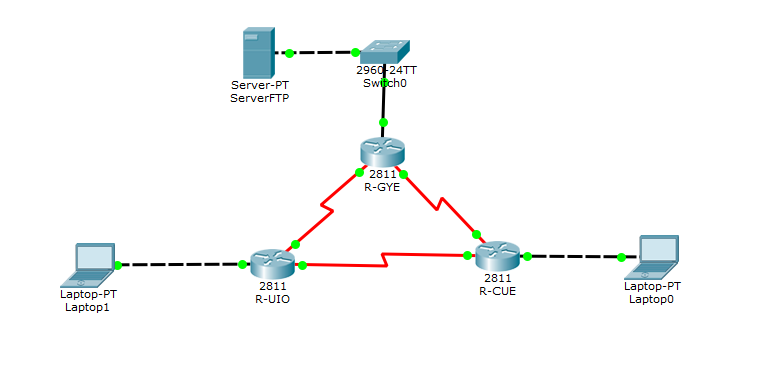 Server-PT
ServerFTP
2960-24TT
Switch0
2811
R-GYE
Laptop-PT
Laptop1
2811
R-UIO
2811
R-CUE
Laptop-PT
Laptop0